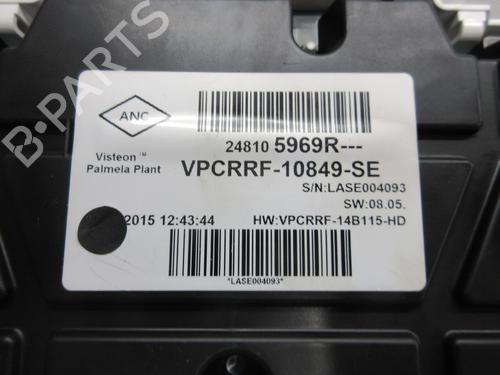 B-PARTS
ANC
24810 5969R---
Visteon™
Palmela Plant
VPCRRF-10849-SE
S/N:LASE004093
SW:08.05.
2015 12:43:44
HW:VPCRRF-14B115-HD
*LASE004093*